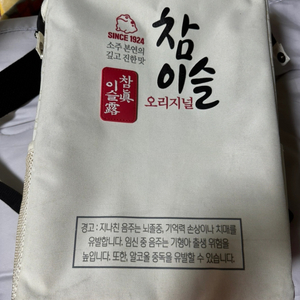 SINCE 1924
소주 본연의
깊고 진한 맛
참
이슬
오리지널
참眞
이슬露
경고 : 지나친 음주는 뇌졸중, 기억력 손상이나 치매를
유발합니다. 임신 중 음주는 기형아 출생 위험을
높입니다. 또한, 알코올 중독을 유발할 수 있습니다.